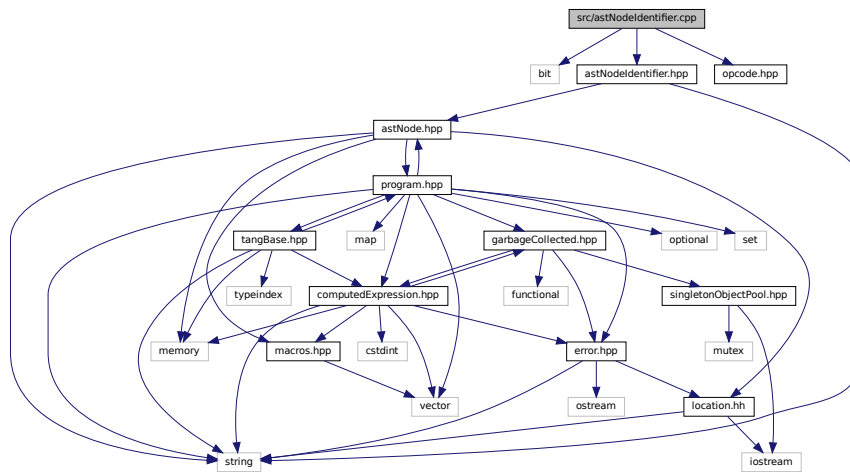 src/astNodeIdentifier.cpp
bit
astNodeIdentifier.hpp
opcode.hpp
astNode.hpp
program.hpp
tangBase.hpp
map
garbageCollected.hpp
optional
set
typeindex
computedExpression.hpp
functional
singletonObjectPool.hpp
memory
macros.hpp
cstdint
error.hpp
mutex
vector
ostream
location.hh
string
iostream